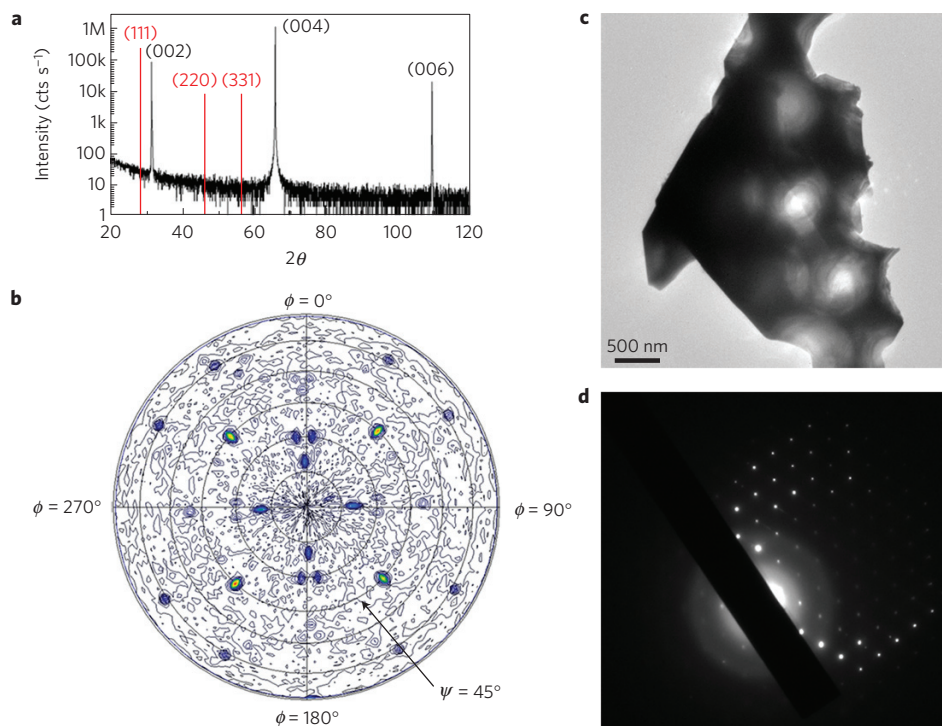 a
Intensity (cts s⁻¹)
1M
100k
10k
1k
100
10
1
(111)
(002)
(220)
(331)
(004)
(006)
20
40
60
80
100
120
2θ
b
ϕ = 0°
ϕ = 270°
ϕ = 90°
ϕ = 180°
ψ = 45°
c
500 nm
d